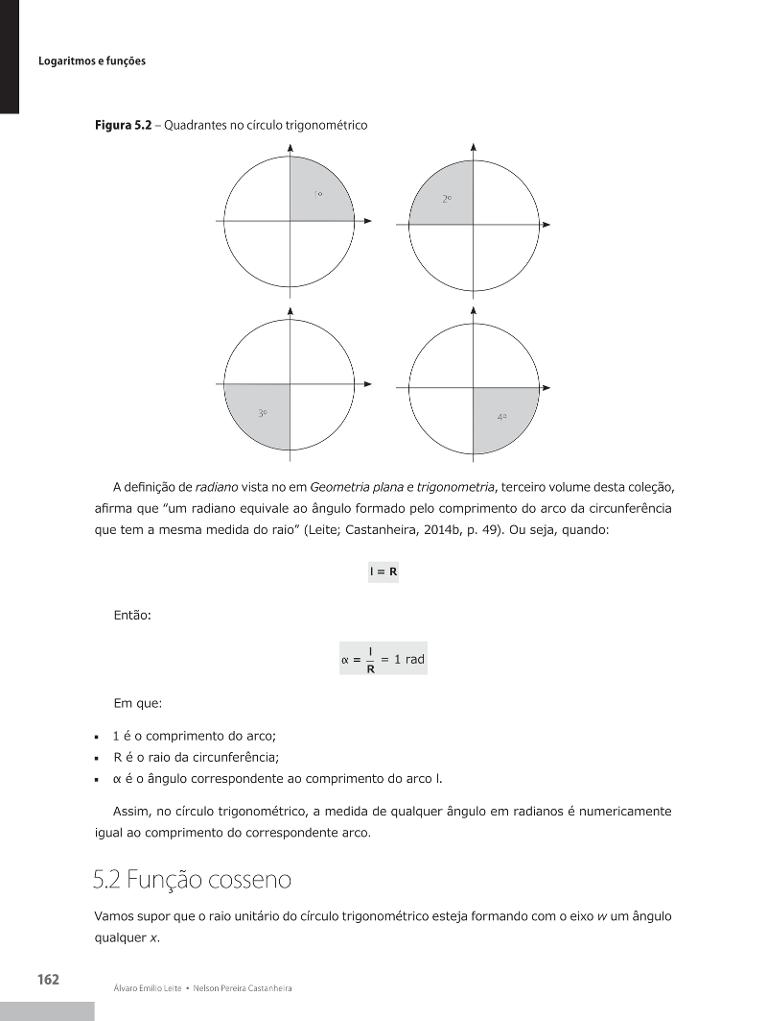 Logaritmos e funções
Figura 5.2 – Quadrantes no círculo trigonométrico
1º
2º
3º
4º
A definição de radiano vista no em Geometria plana e trigonometria, terceiro volume desta coleção,
afirma que “um radiano equivale ao ângulo formado pelo comprimento do arco da circunferência
que tem a mesma medida do raio” (Leite; Castanheira, 2014b, p. 49). Ou seja, quando:
l = R
Então:
α = l/R = 1 rad
Em que:
▪ 1 é o comprimento do arco;
▪ R é o raio da circunferência;
▪ α é o ângulo correspondente ao comprimento do arco l.
Assim, no círculo trigonométrico, a medida de qualquer ângulo em radianos é numericamente
igual ao comprimento do correspondente arco.
5.2 Função cosseno
Vamos supor que o raio unitário do círculo trigonométrico esteja formando com o eixo w um ângulo
qualquer x.
162
Álvaro Emílio Leite • Nelson Pereira Castanheira